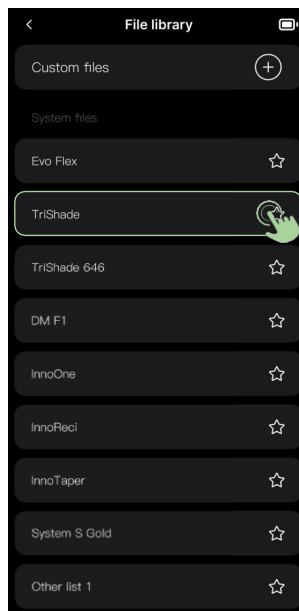 File library
Custom files
System files
Evo Flex
TriShade
TriShade 646
DM F1
InnoOne
InnoReci
InnoTaper
System S Gold
Other list 1